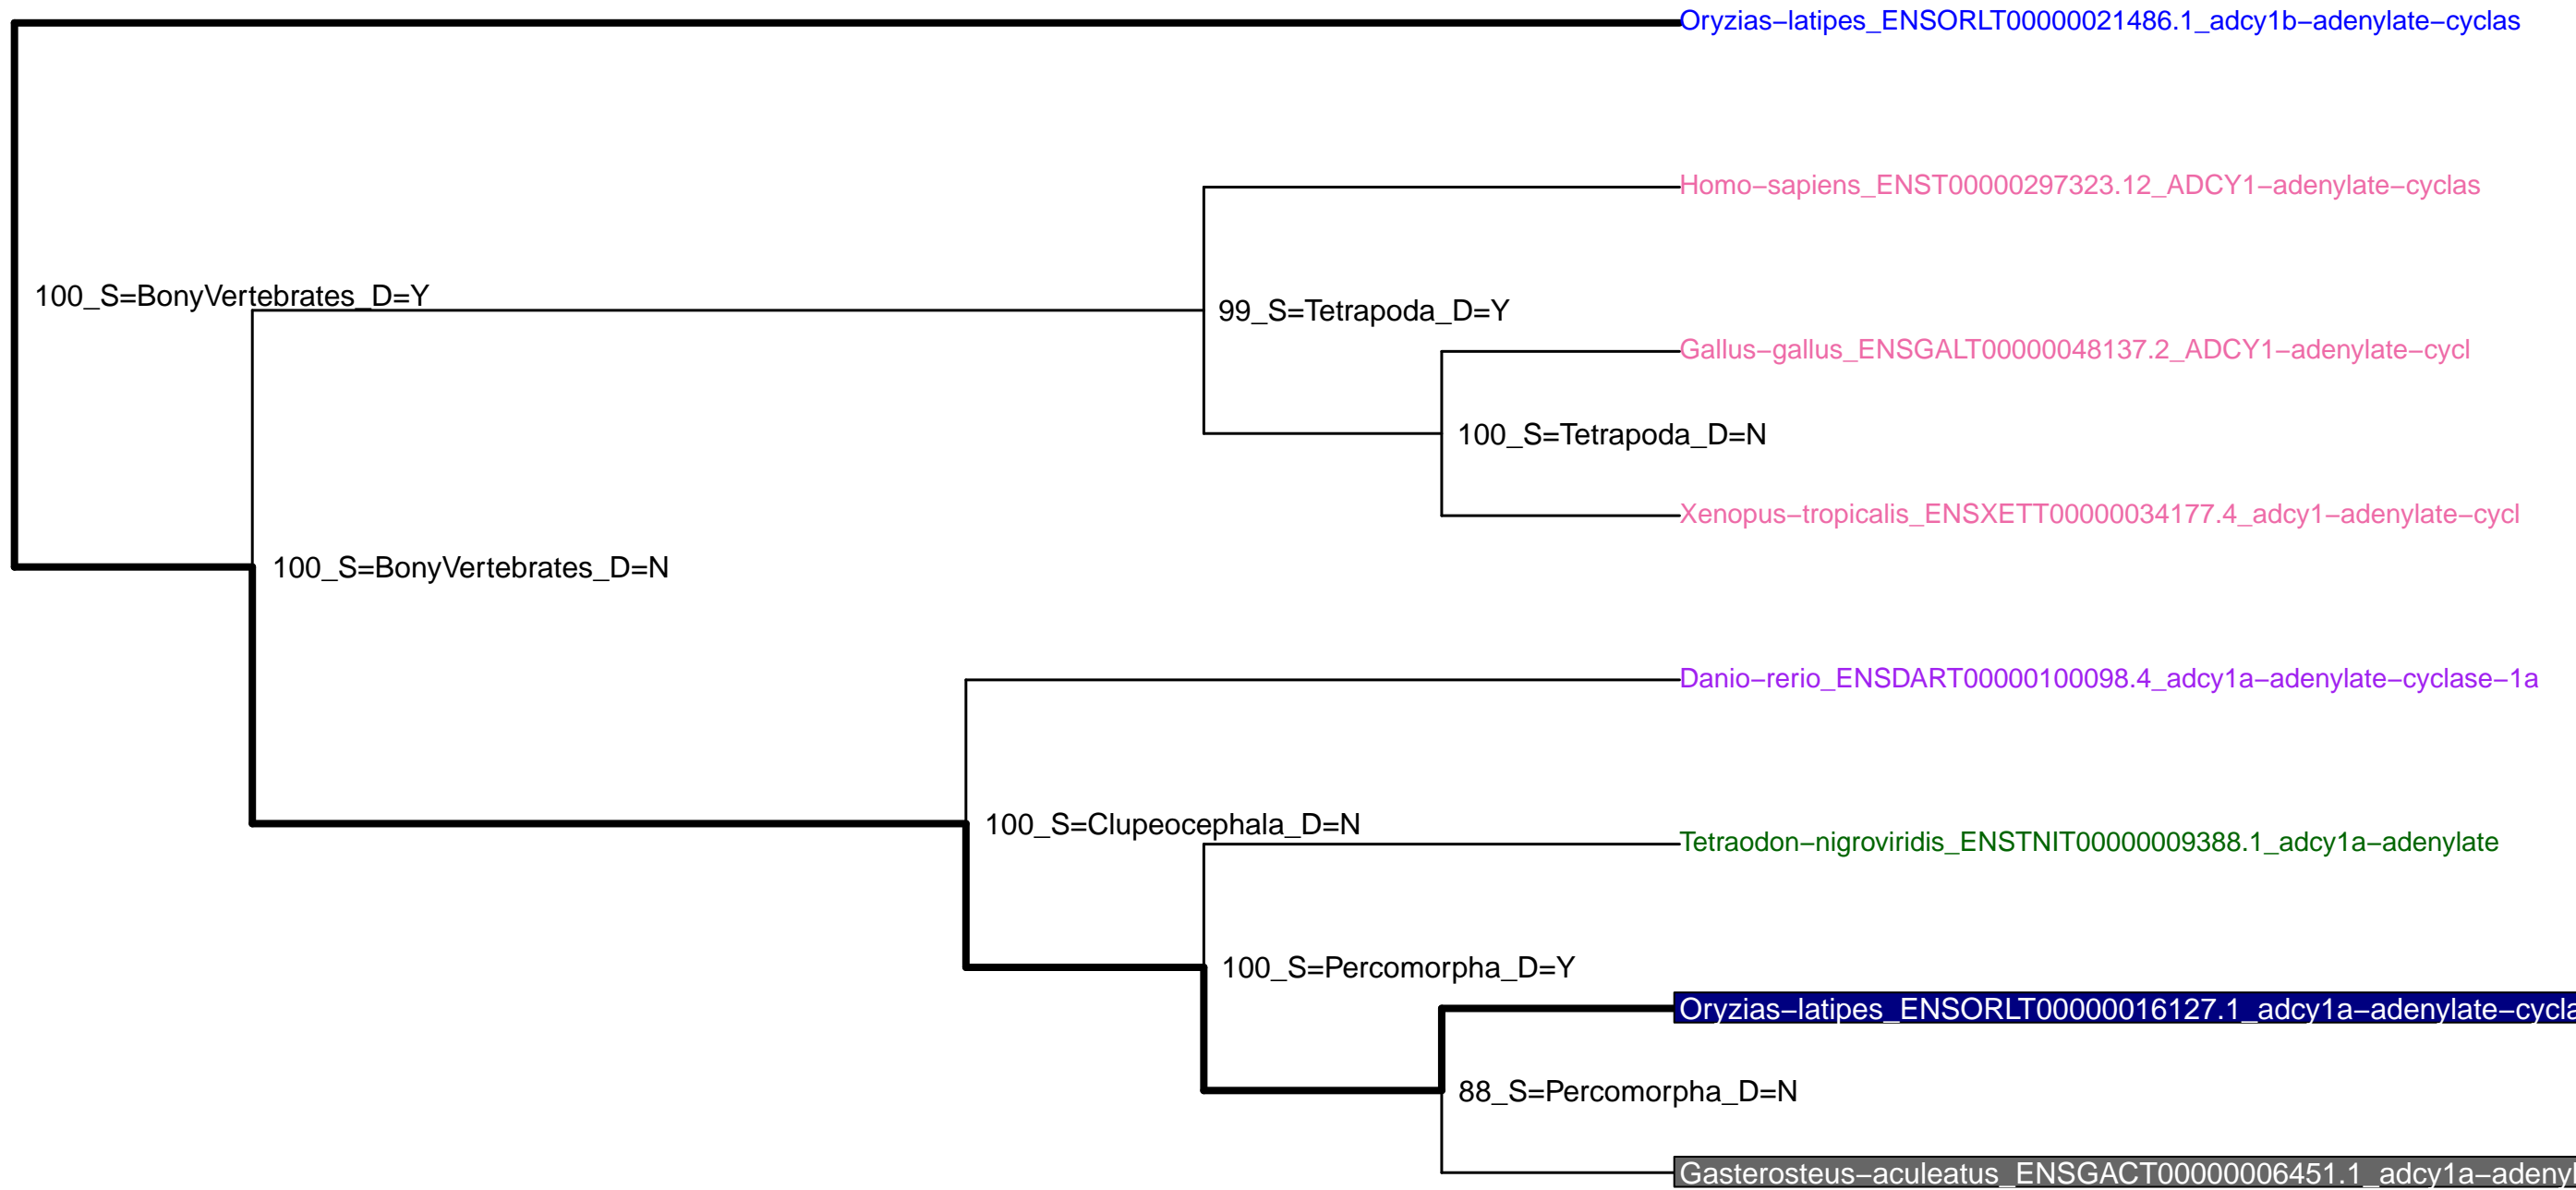 Oryzias−latipes_ENSORLT00000021486.1_adcy1b−adenylate−cyclas
Homo−sapiens_ENST00000297323.12_ADCY1−adenylate−cyclas
100_S=BonyVertebrates_D=Y
99_S=Tetrapoda_D=Y
Gallus−gallus_ENSGALT00000048137.2_ADCY1−adenylate−cycl
100_S=Tetrapoda_D=N
Xenopus−tropicalis_ENSXETT00000034177.4_adcy1−adenylate−cycl
100_S=BonyVertebrates_D=N
Danio−rerio_ENSDART00000100098.4_adcy1a−adenylate−cyclase−1a
100_S=Clupeocephala_D=N
Tetraodon−nigroviridis_ENSTNIT00000009388.1_adcy1a−adenylate
100_S=Percomorpha_D=Y
Oryzias−latipes_ENSORLT00000016127.1_adcy1a−adenylate−cycla
88_S=Percomorpha_D=N
Gasterosteus−aculeatus_ENSGACT00000006451.1_adcy1a−adenyl